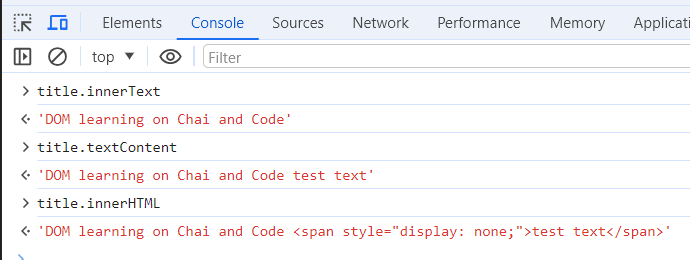 Elements Console Sources Network Performance Memory Applicati
top Filter
title.innerText
'DOM learning on Chai and Code'
title.textContent
'DOM learning on Chai and Code test text'
title.innerHTML
'DOM learning on Chai and Code <span style="display: none;">test text</span>'